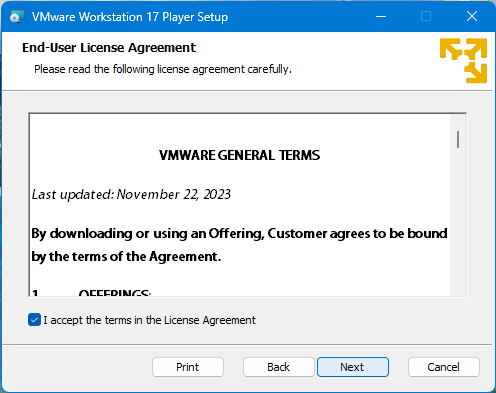 VMware Workstation 17 Player Setup
End-User License Agreement
Please read the following license agreement carefully.
VMWARE GENERAL TERMS
Last updated: November 22, 2023
By downloading or using an Offering, Customer agrees to be bound
by the terms of the Agreement.
1. OFFERINGS:
I accept the terms in the License Agreement
Print Back Next Cancel